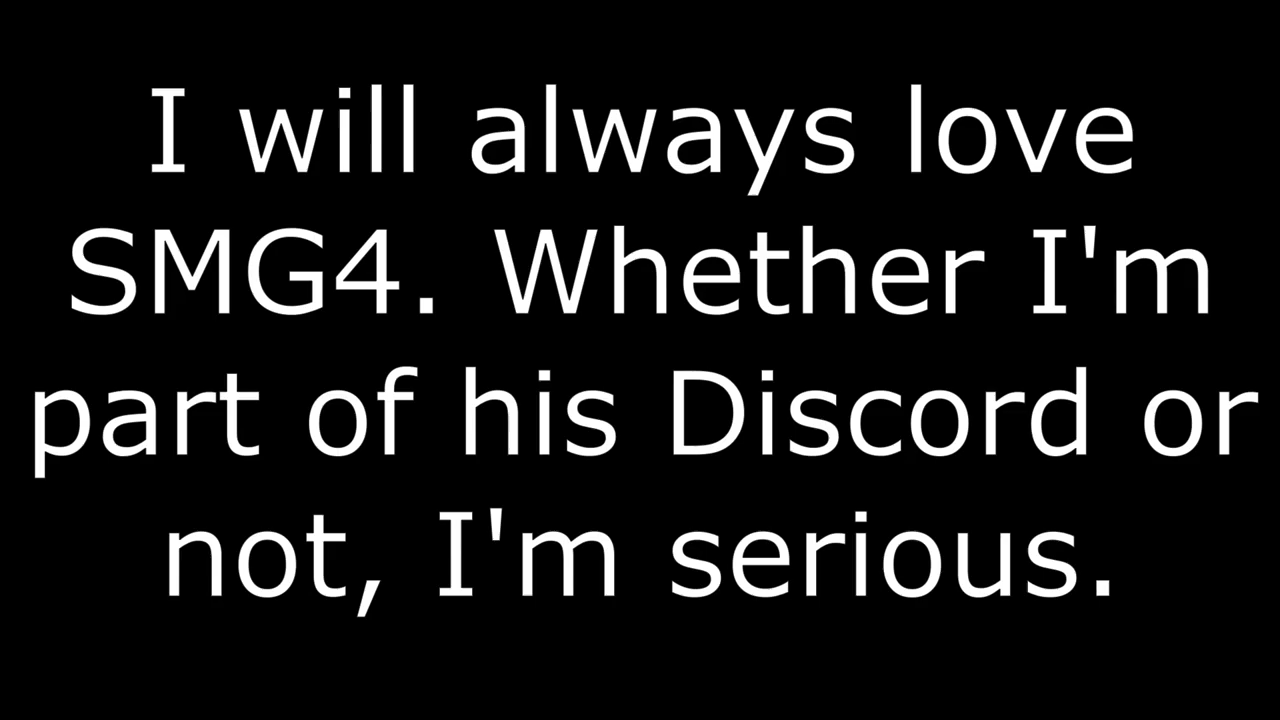 I will always love
SMG4. Whether I'm
part of his Discord or
not, I'm serious.